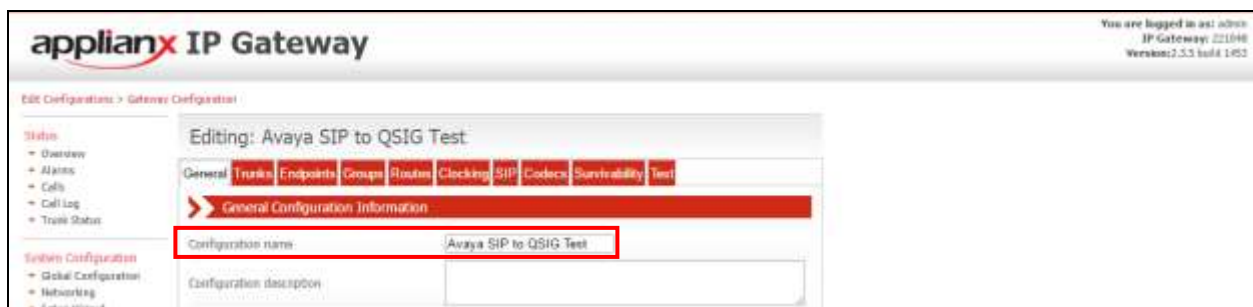 applianx IP Gateway
You are logged in as: admin
IP Gateway: 221040
Version:2.3.5 build 1453
Edit Configurations > Gateway Configuration
Status
Overview
Alarms
Calls
Call Log
Trunk Status
System Configuration
Global Configuration
Networking
Editing: Avaya SIP to QSIG Test
General Trunks Endpoints Groups Routes Clocking SIP Codecs Survivability Test
General Configuration Information
Configuration name Avaya SIP to QSIG Test
Configuration description